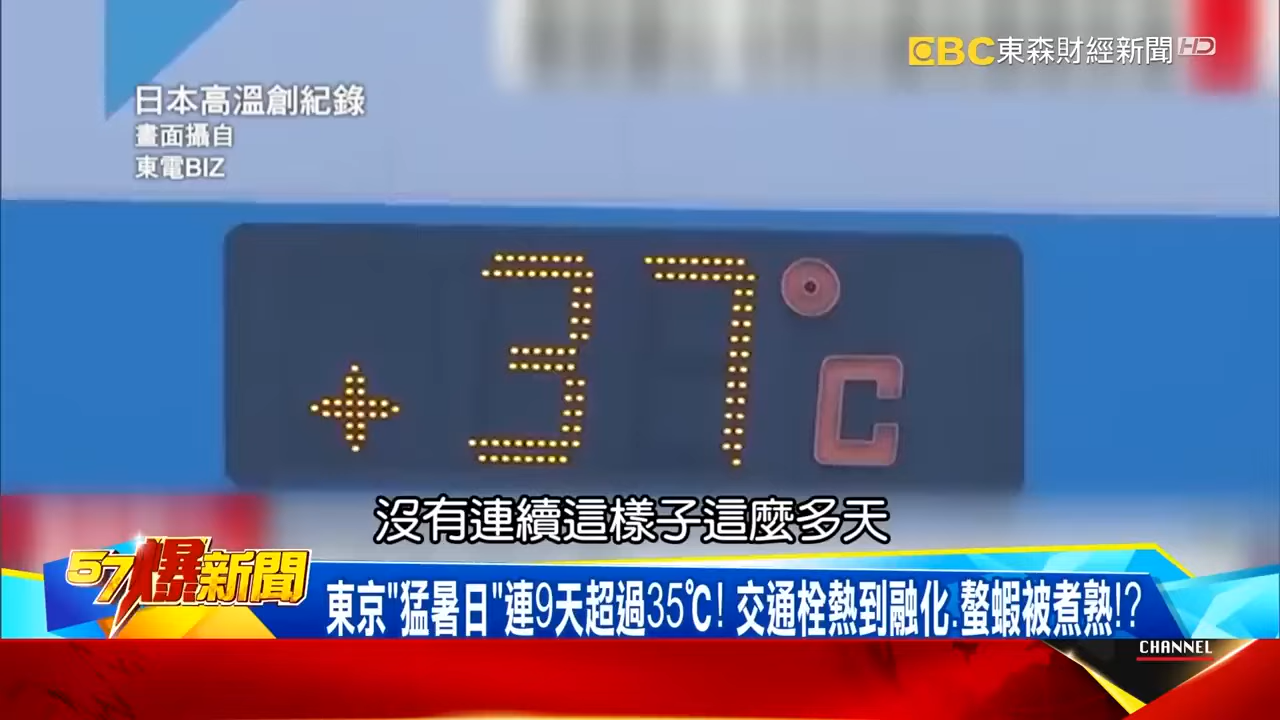 EBC東森財經新聞HD
日本高溫創紀錄
畫面攝自
東電BIZ
+37°C
沒有連續這樣子這麼多天
57爆新聞
東京"猛暑日"連9天超過35℃! 交通栓熱到融化.螯蝦被煮熟!?
CHANNEL